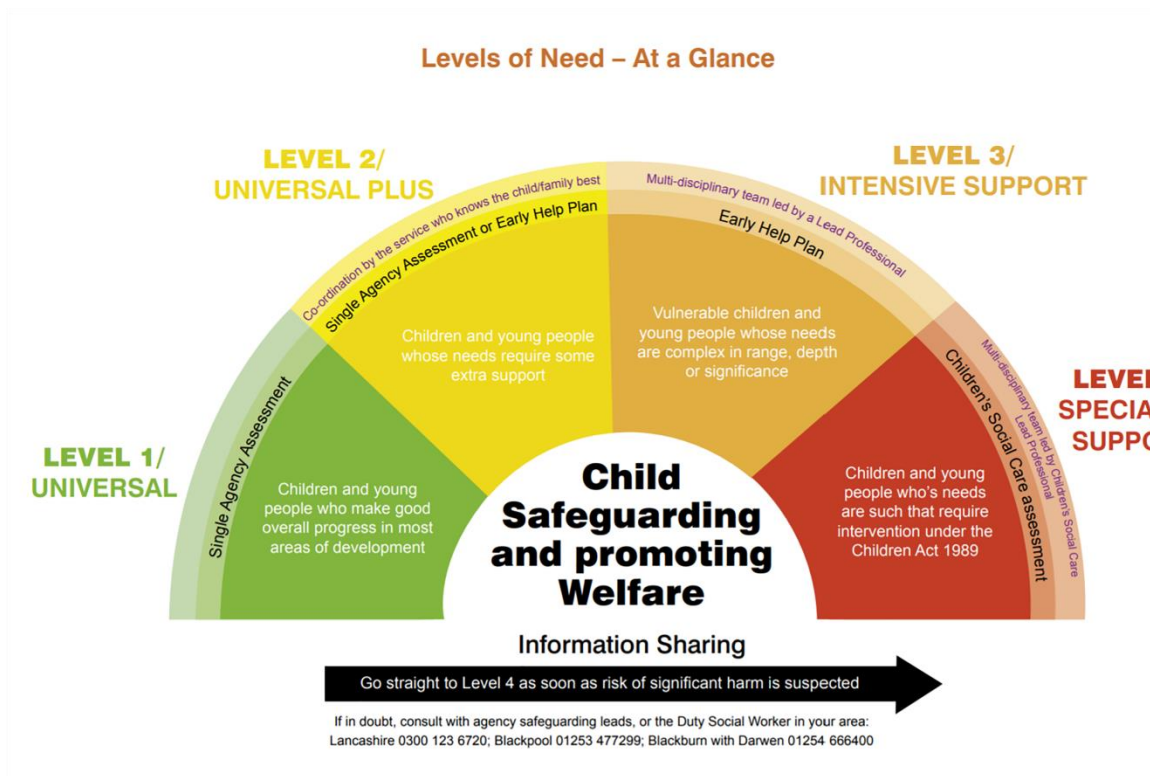 Levels of Need – At a Glance
LEVEL 1/
UNIVERSAL
Single Agency Assessment
Children and young
people who make good
overall progress in most
areas of development
LEVEL 2/
UNIVERSAL PLUS
Co-ordination by the service who knows the child/family best
Single Agency Assessment or Early Help Plan
Children and young people
whose needs require some
extra support
LEVEL 3/
INTENSIVE SUPPORT
Multi-disciplinary team led by a Lead Professional
Early Help Plan
Vulnerable children and
young people whose needs
are complex in range, depth
or significance
LEVEL
Multi-disciplinary team led by Children's Social Care
Lead Professional
Children's Social Care assessment
Children and young
people who's needs
are such that require
intervention under the
Children Act 1989
Child
Safeguarding
and promoting
Welfare
Information Sharing
Go straight to Level 4 as soon as risk of significant harm is suspected
If in doubt, consult with agency safeguarding leads, or the Duty Social Worker in your area:
Lancashire 0300 123 6720; Blackpool 01253 477299; Blackburn with Darwen 01254 666400